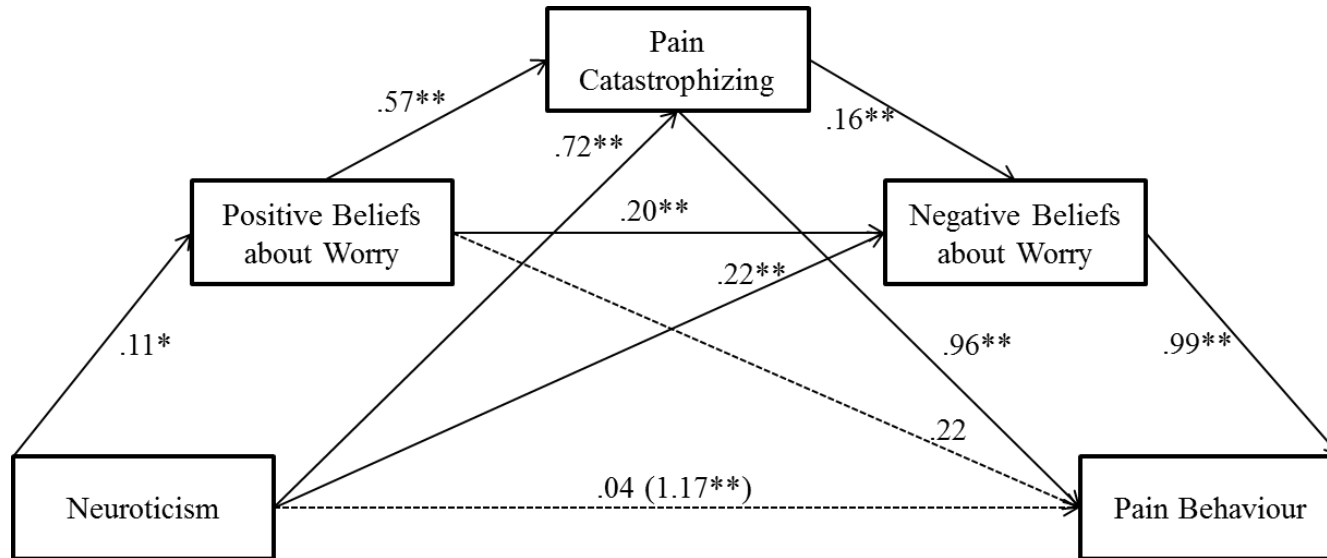 Pain
Catastrophizing
.57**
.16**
.72**
Positive Beliefs
about Worry
.20**
Negative Beliefs
about Worry
.22**
.11*
.96**
.99**
.22
Neuroticism
.04 (1.17**)
Pain Behaviour